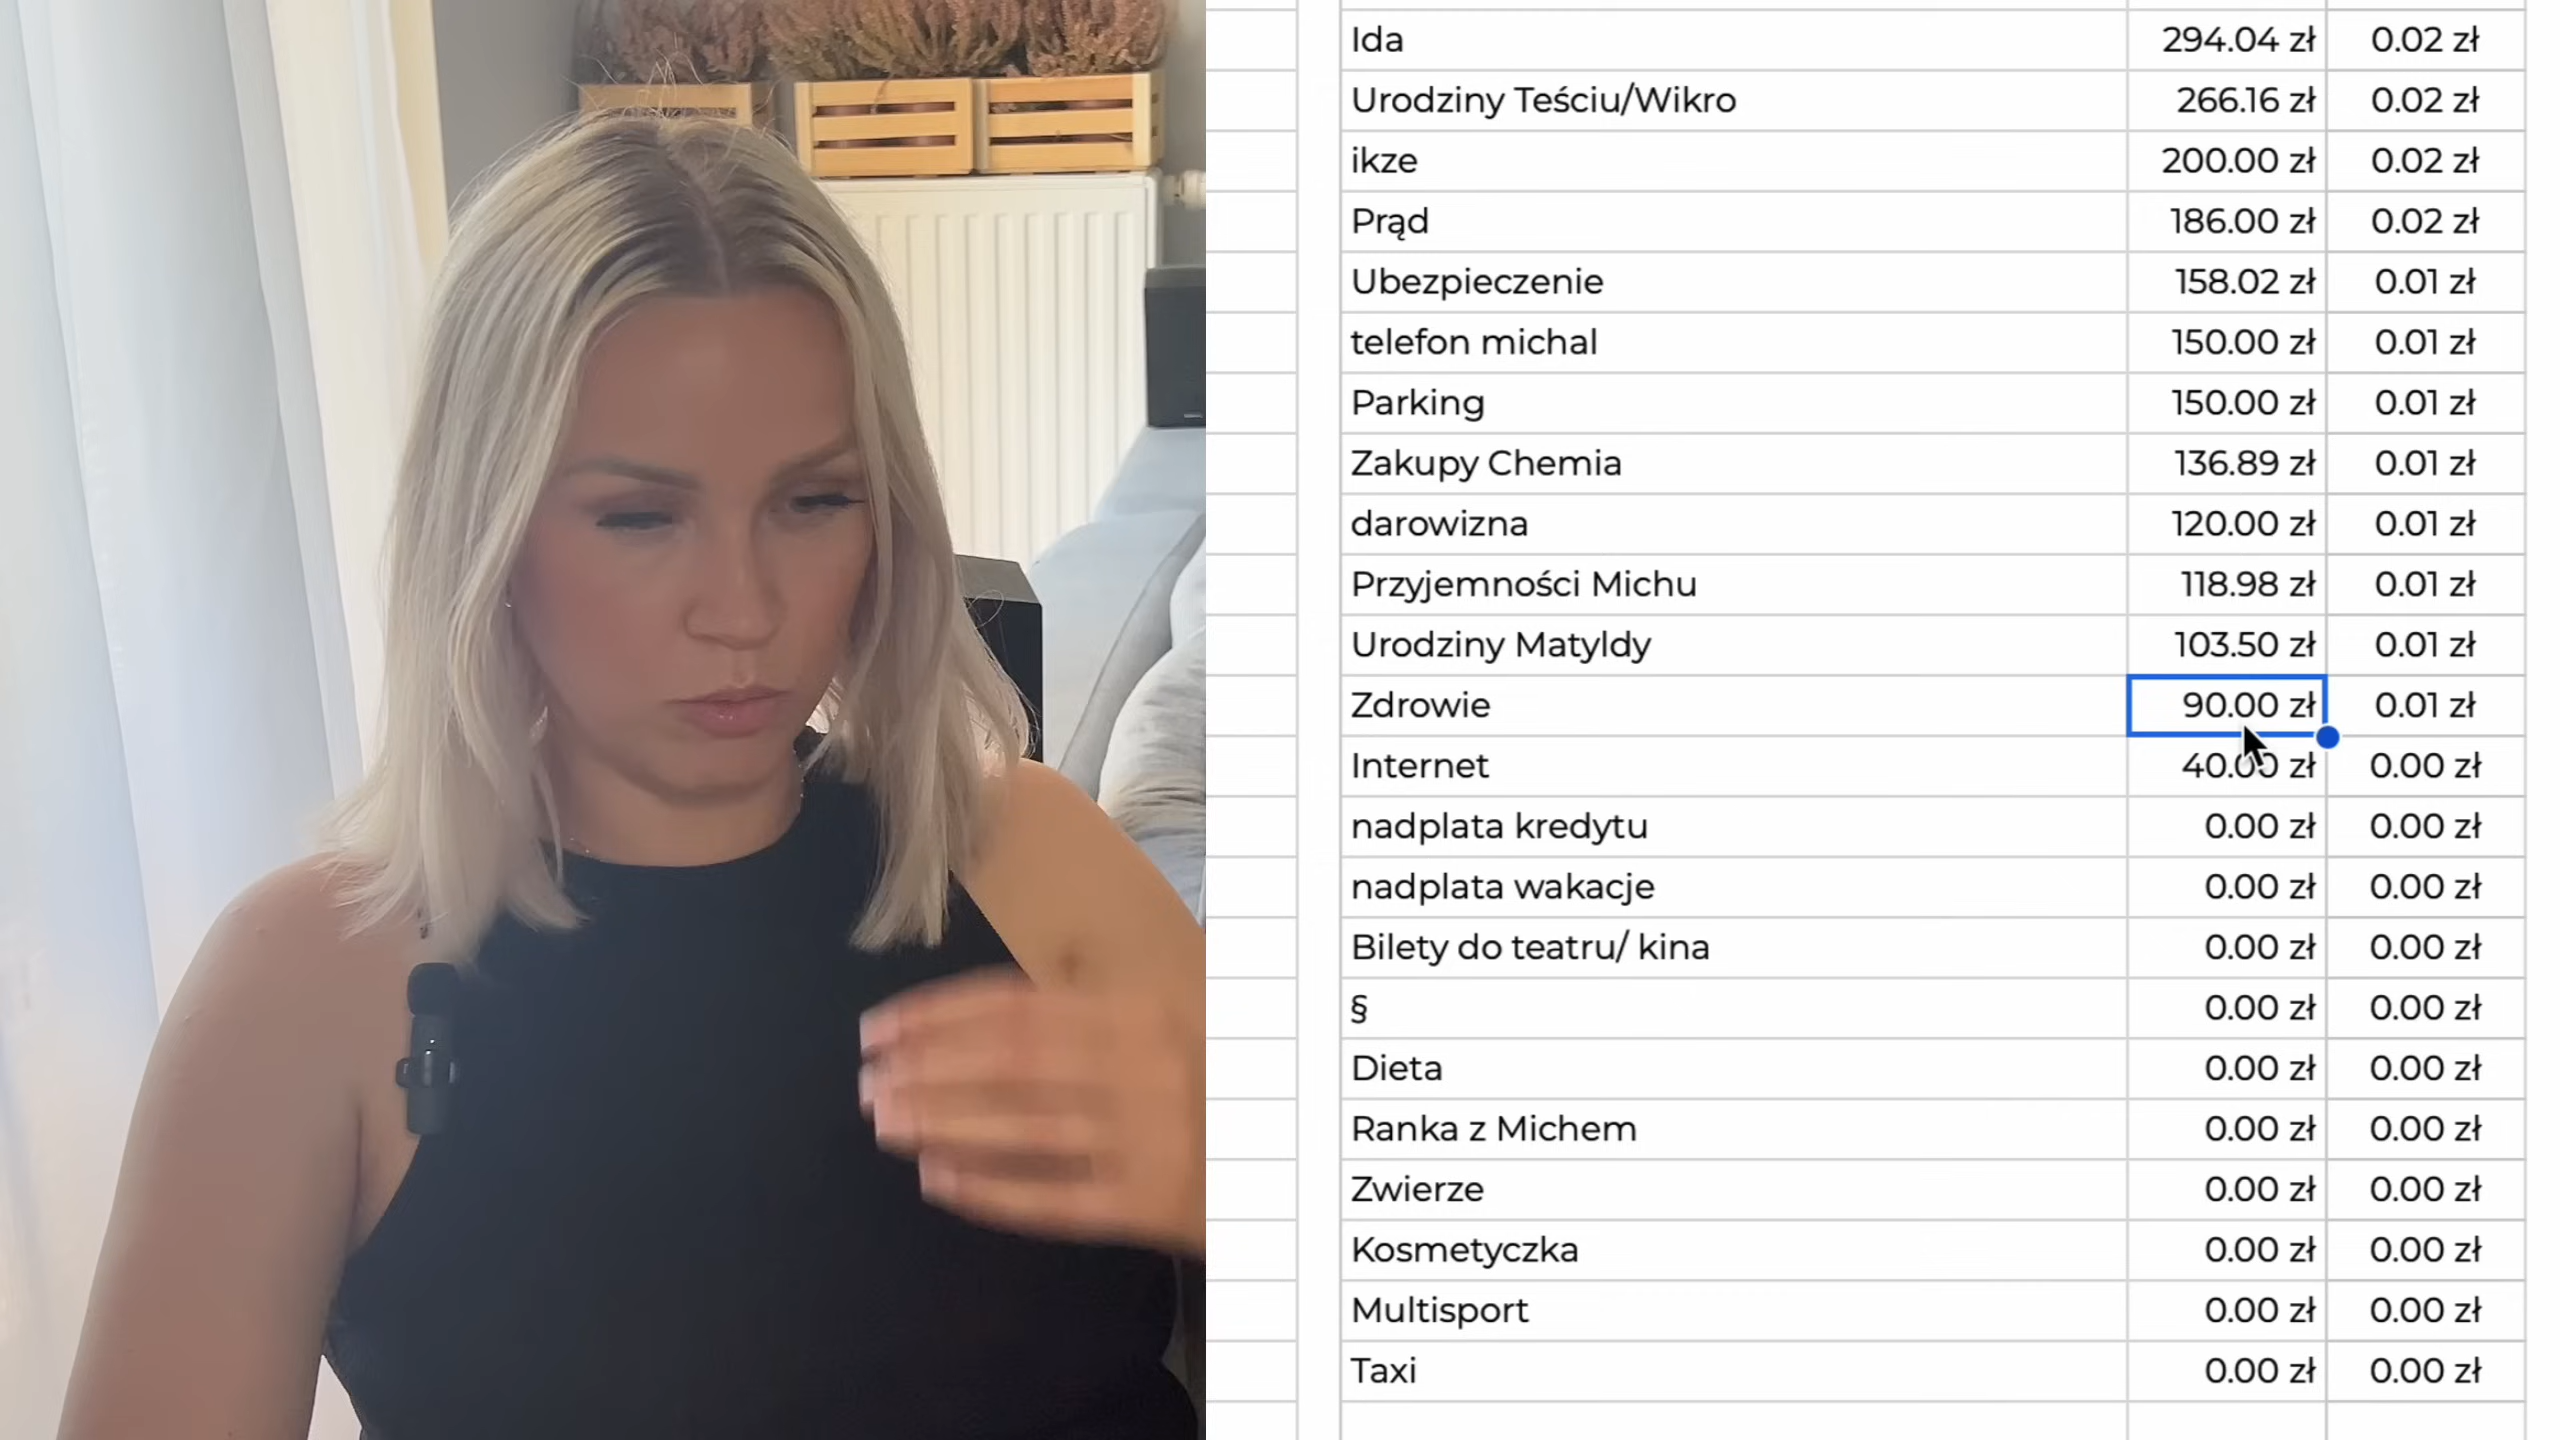 Ida 294.04 zł 0.02 zł
Urodziny Teściu/Wikro 266.16 zł 0.02 zł
ikze 200.00 zł 0.02 zł
Prąd 186.00 zł 0.02 zł
Ubezpieczenie 158.02 zł 0.01 zł
telefon michal 150.00 zł 0.01 zł
Parking 150.00 zł 0.01 zł
Zakupy Chemia 136.89 zł 0.01 zł
darowizna 120.00 zł 0.01 zł
Przyjemności Michu 118.98 zł 0.01 zł
Urodziny Matyldy 103.50 zł 0.01 zł
Zdrowie 90.00 zł 0.01 zł
Internet 40.00 zł 0.00 zł
nadplata kredytu 0.00 zł 0.00 zł
nadplata wakacje 0.00 zł 0.00 zł
Bilety do teatru/ kina 0.00 zł 0.00 zł
§ 0.00 zł 0.00 zł
Dieta 0.00 zł 0.00 zł
Ranka z Michem 0.00 zł 0.00 zł
Zwierze 0.00 zł 0.00 zł
Kosmetyczka 0.00 zł 0.00 zł
Multisport 0.00 zł 0.00 zł
Taxi 0.00 zł 0.00 zł